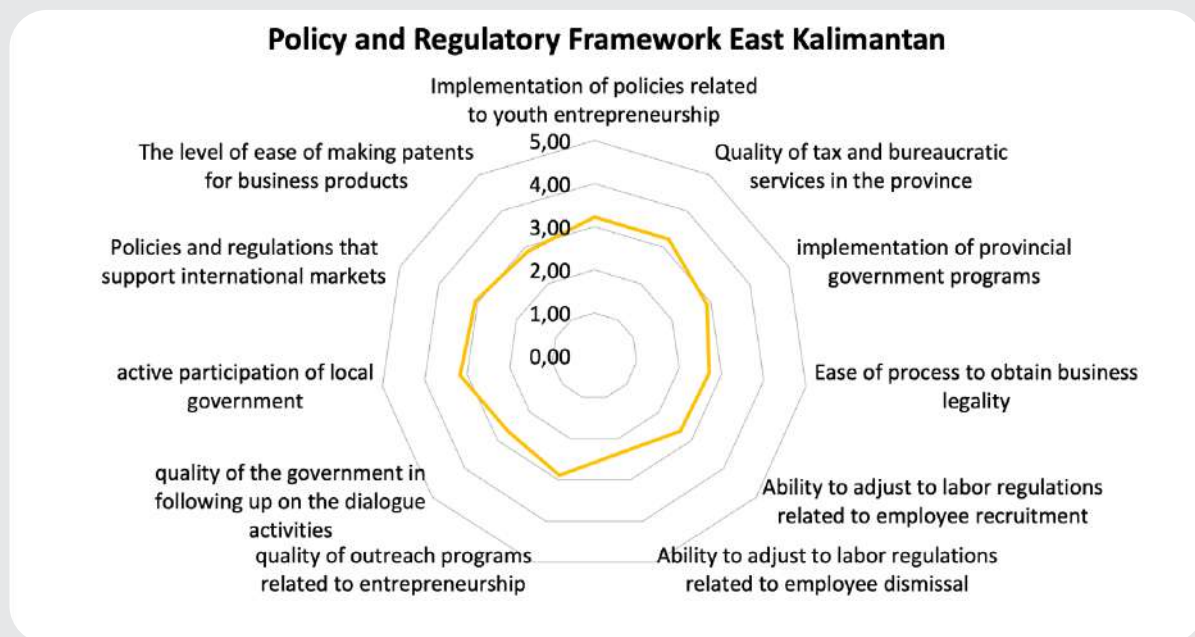 Policy and Regulatory Framework East Kalimantan
Implementation of policies related
to youth entrepreneurship
5,00
4,00
3,00
2,00
1,00
0,00
Quality of tax and bureaucratic
services in the province
implementation of provincial
government programs
Ease of process to obtain business
legality
Ability to adjust to labor regulations
related to employee recruitment
Ability to adjust to labor regulations
related to employee dismissal
quality of outreach programs
related to entrepreneurship
quality of the government in
following up on the dialogue
activities
active participation of local
government
Policies and regulations that
support international markets
The level of ease of making patents
for business products